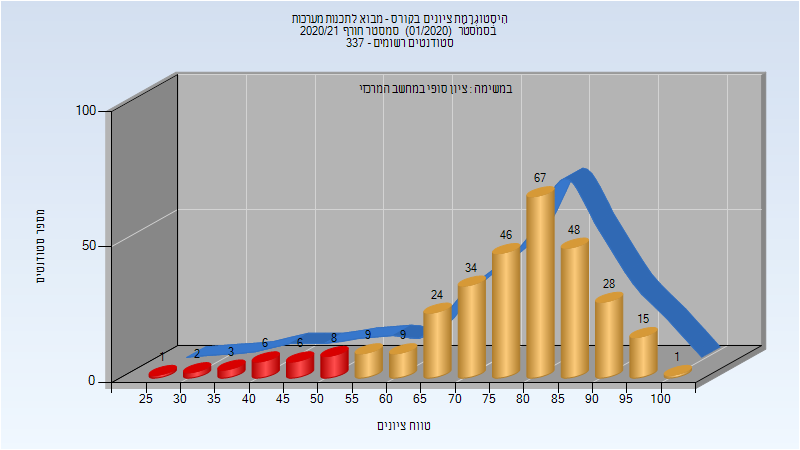 היסטוגרמת ציונים בקורס - מבוא לתכנות מערכות
בסמסטר (01/2020) סמסטר חורף 2020/21
סטודנטים רשומים - 337
במשימה : ציון סופי במחשב המרכזי
מספר סטודנטים
100
50
0
1 2 3 6 6 8 9 9 24 34 46 67 48 28 15 1
25 30 35 40 45 50 55 60 65 70 75 80 85 90 95 100
טווח ציונים